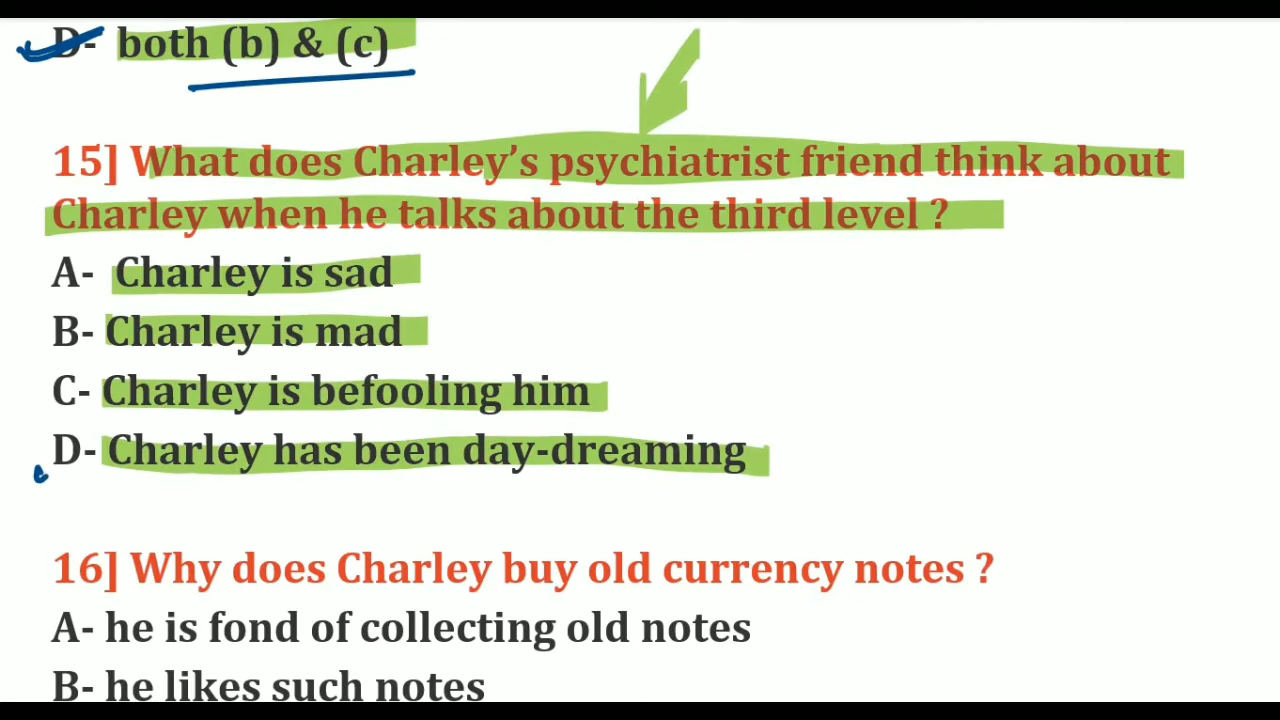 D- both (b) & (c)
15] What does Charley’s psychiatrist friend think about
Charley when he talks about the third level ?
A- Charley is sad
B- Charley is mad
C- Charley is befooling him
D- Charley has been day-dreaming
16] Why does Charley buy old currency notes ?
A- he is fond of collecting old notes
B- he likes such notes